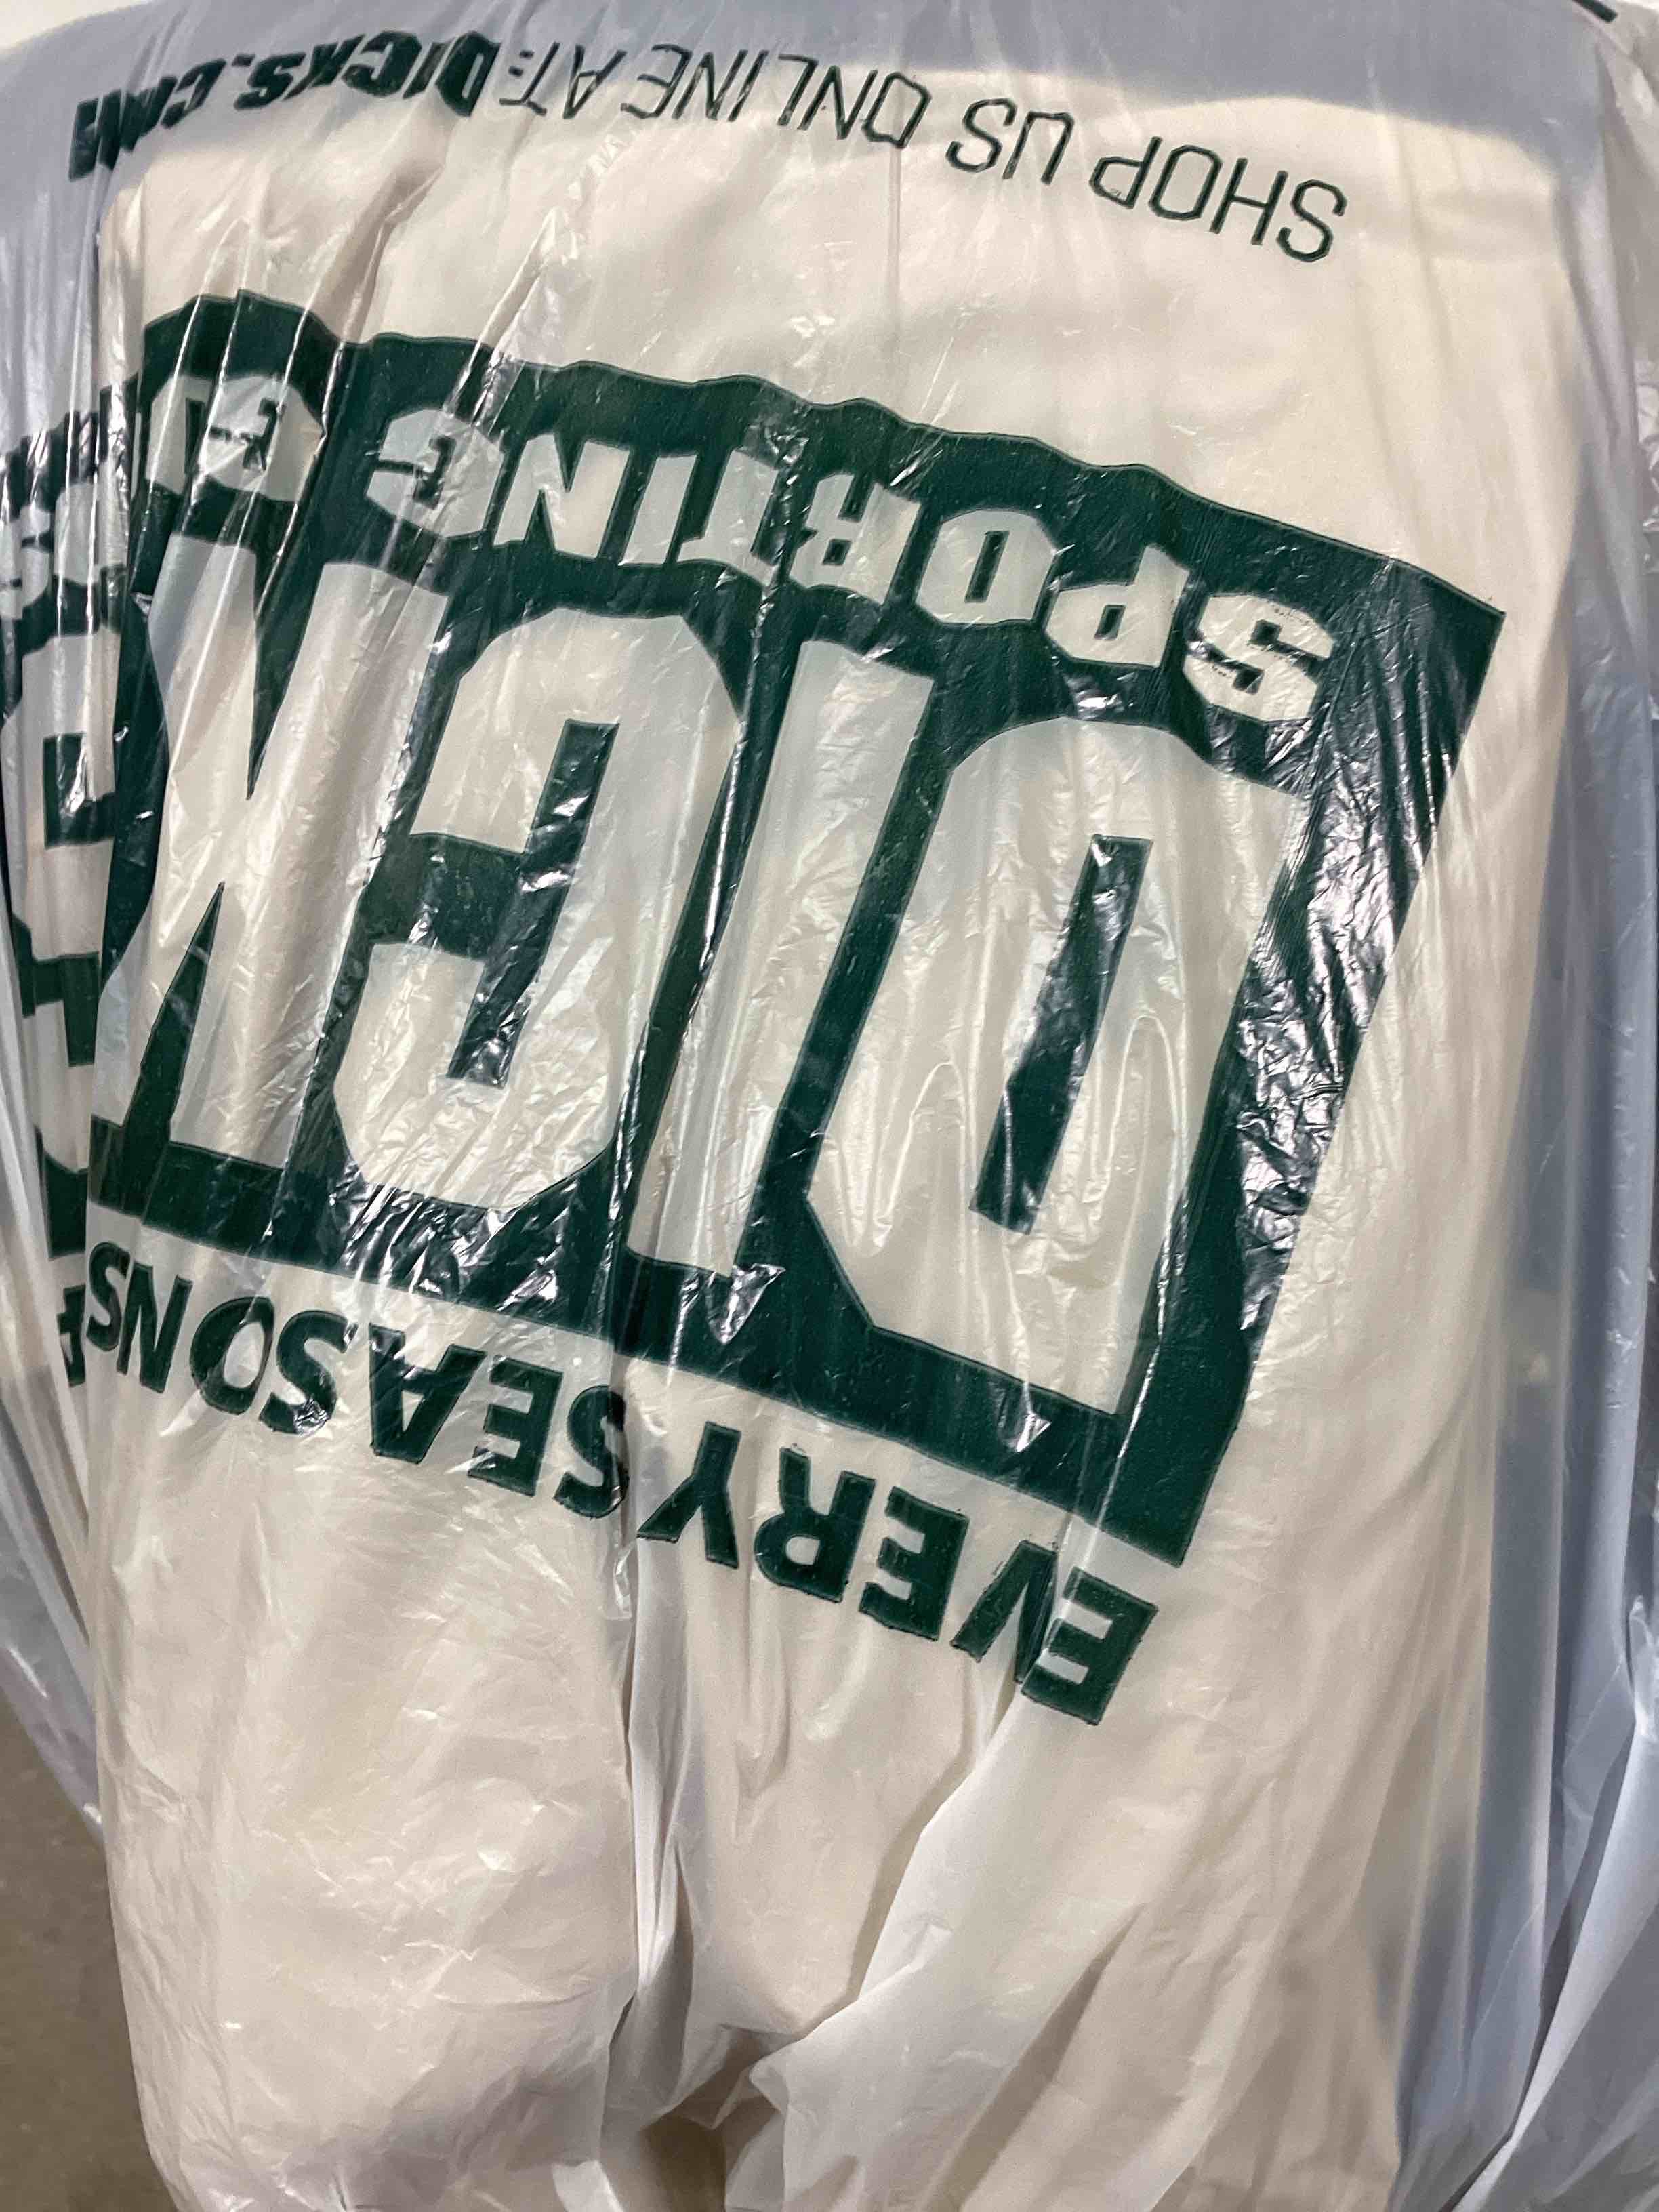 EVERY SEASON
DICK
SPORTING
SHOP US ONLINE AT: DICKS.COM